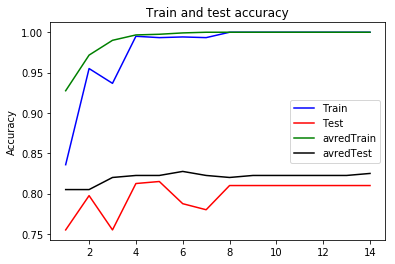 Train and test accuracy
1.00
0.95
0.90
0.85
0.80
0.75
Accuracy
Train
Test
avredTrain
avredTest
2 4 6 8 10 12 14